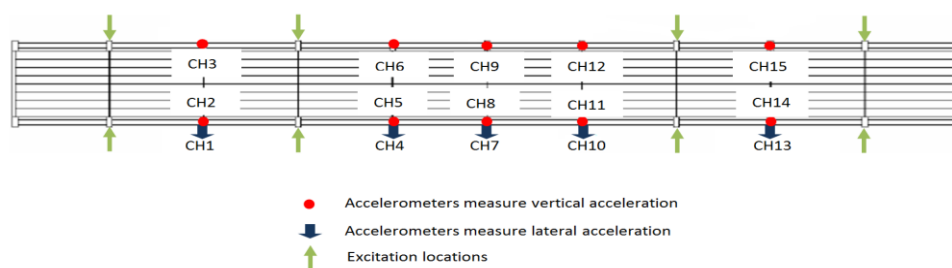 CH3 CH6 CH9 CH12 CH15
CH2 CH5 CH8 CH11 CH14
CH1 CH4 CH7 CH10 CH13
Accelerometers measure vertical acceleration
Accelerometers measure lateral acceleration
Excitation locations